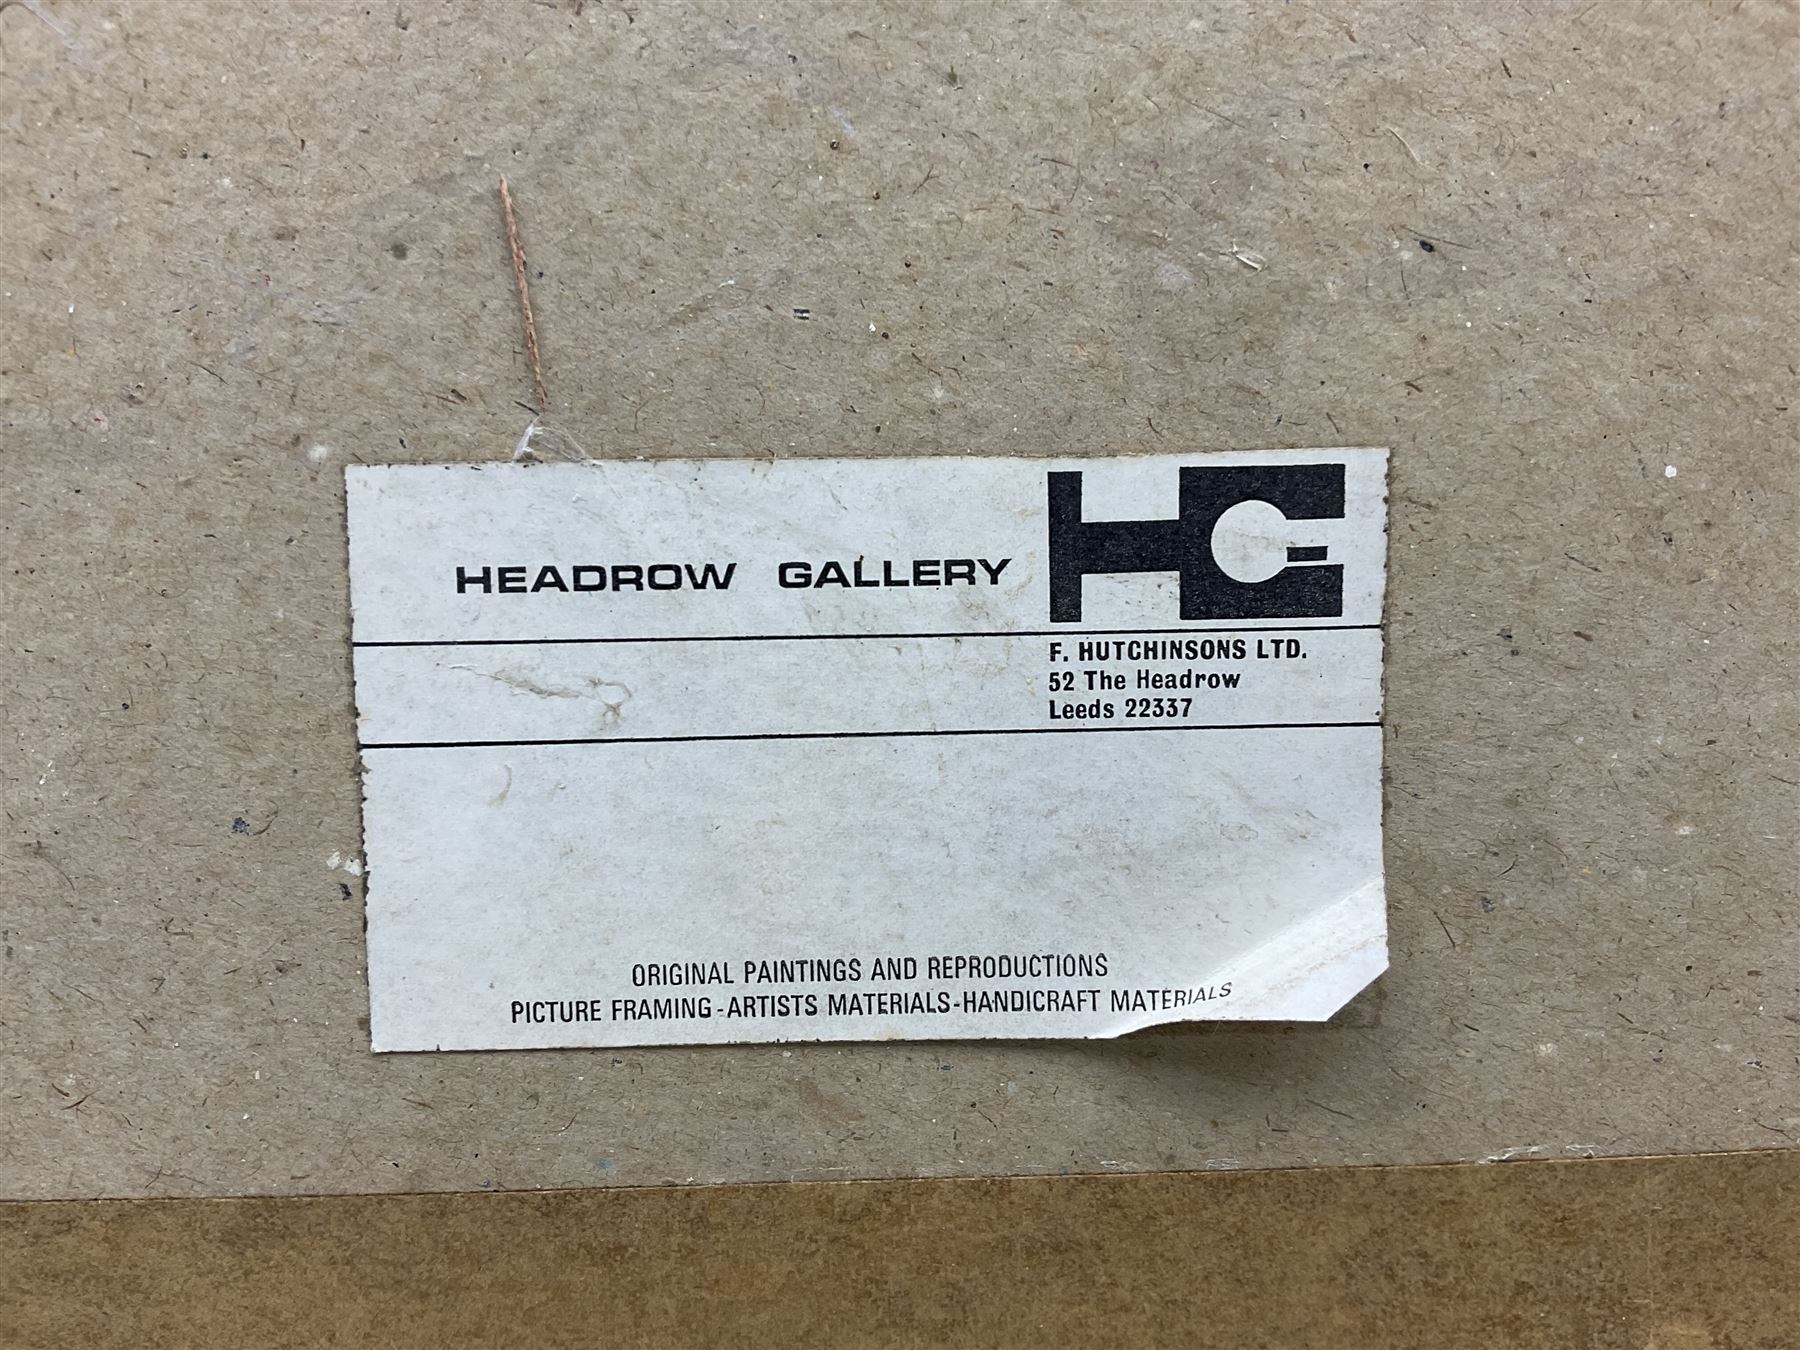 HEADROW GALLERY
HG
F. HUTCHINSONS LTD.
52 The Headrow
Leeds 22337
ORIGINAL PAINTINGS AND REPRODUCTIONS
PICTURE FRAMING-ARTISTS MATERIALS-HANDICRAFT MATERIALS